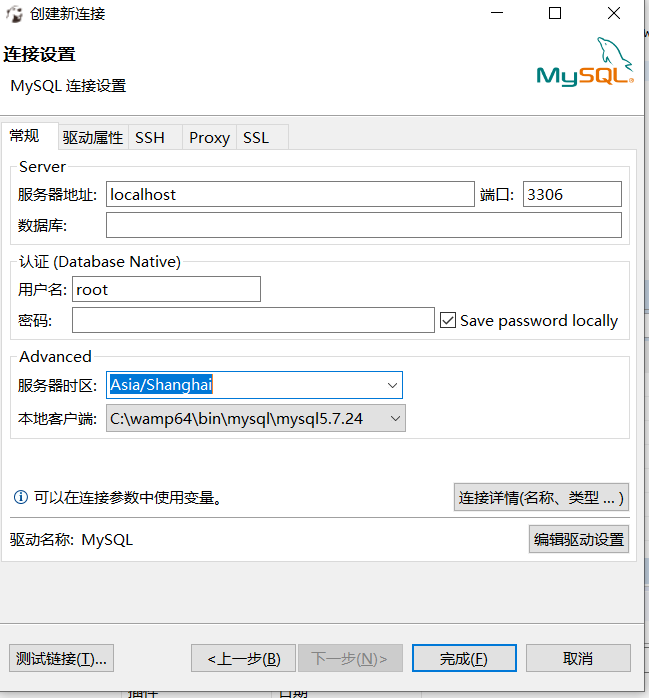 创建新连接
连接设置
MySQL 连接设置
MySQL
常规 驱动属性 SSH Proxy SSL
Server
服务器地址: localhost 端口: 3306
数据库:
认证 (Database Native)
用户名: root
密码: Save password locally
Advanced
服务器时区: Asia/Shanghai
本地客户端: C:\wamp64\bin\mysql\mysql5.7.24
可以在连接参数中使用变量。 连接详情(名称、类型 ... )
驱动名称: MySQL 编辑驱动设置
测试链接(T)... <上一步(B) 下一步(N)> 完成(F) 取消